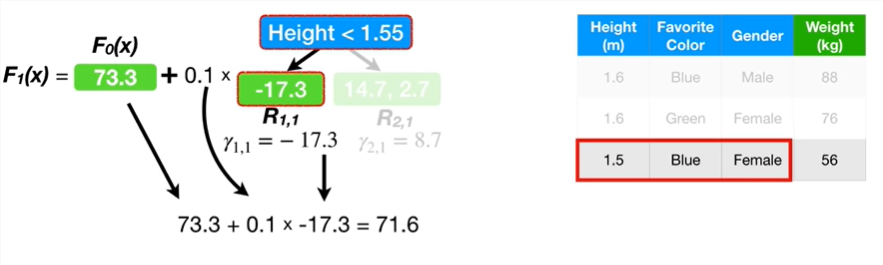 F₀(x)
F₁(x) = 73.3 + 0.1 ×
Height < 1.55
-17.3 14.7, 2.7
R₁,₁ R₂,₁
γ₁,₁ = − 17.3 γ₂,₁ = 8.7
73.3 + 0.1 × -17.3 = 71.6
Height (m) Favorite Color Gender Weight (kg)
1.6 Blue Male 88
1.6 Green Female 76
1.5 Blue Female 56